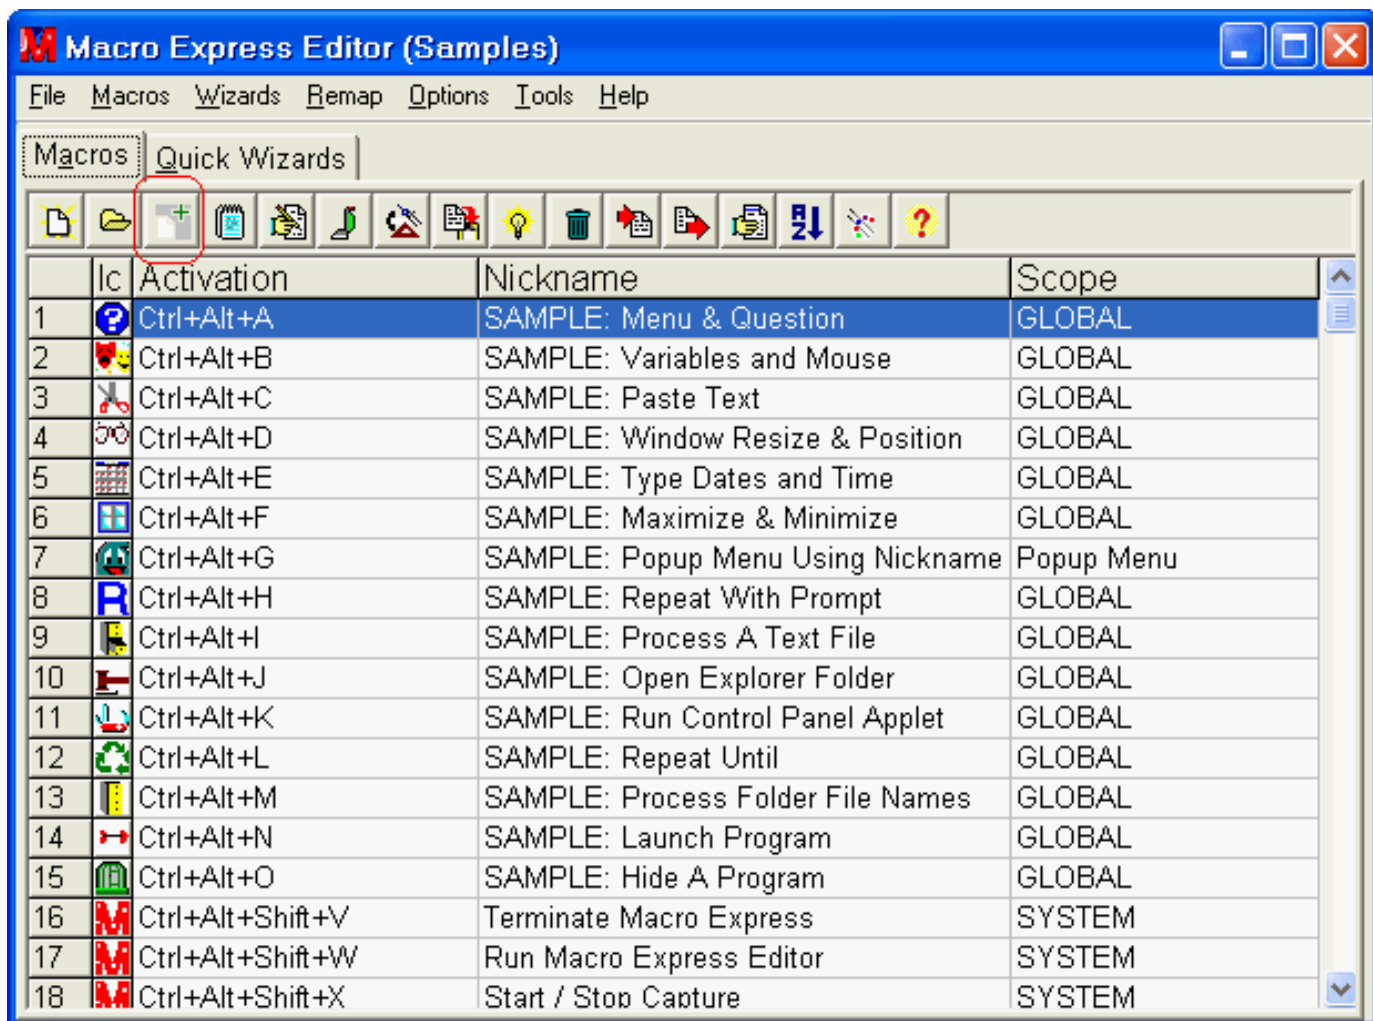 Macro Express Editor (Samples)
File Macros Wizards Remap Options Tools Help
Macros Quick Wizards
Ic Activation Nickname Scope
1 Ctrl+Alt+A SAMPLE: Menu & Question GLOBAL
2 Ctrl+Alt+B SAMPLE: Variables and Mouse GLOBAL
3 Ctrl+Alt+C SAMPLE: Paste Text GLOBAL
4 Ctrl+Alt+D SAMPLE: Window Resize & Position GLOBAL
5 Ctrl+Alt+E SAMPLE: Type Dates and Time GLOBAL
6 Ctrl+Alt+F SAMPLE: Maximize & Minimize GLOBAL
7 Ctrl+Alt+G SAMPLE: Popup Menu Using Nickname Popup Menu
8 Ctrl+Alt+H SAMPLE: Repeat With Prompt GLOBAL
9 Ctrl+Alt+I SAMPLE: Process A Text File GLOBAL
10 Ctrl+Alt+J SAMPLE: Open Explorer Folder GLOBAL
11 Ctrl+Alt+K SAMPLE: Run Control Panel Applet GLOBAL
12 Ctrl+Alt+L SAMPLE: Repeat Until GLOBAL
13 Ctrl+Alt+M SAMPLE: Process Folder File Names GLOBAL
14 Ctrl+Alt+N SAMPLE: Launch Program GLOBAL
15 Ctrl+Alt+O SAMPLE: Hide A Program GLOBAL
16 Ctrl+Alt+Shift+V Terminate Macro Express SYSTEM
17 Ctrl+Alt+Shift+W Run Macro Express Editor SYSTEM
18 Ctrl+Alt+Shift+X Start / Stop Capture SYSTEM